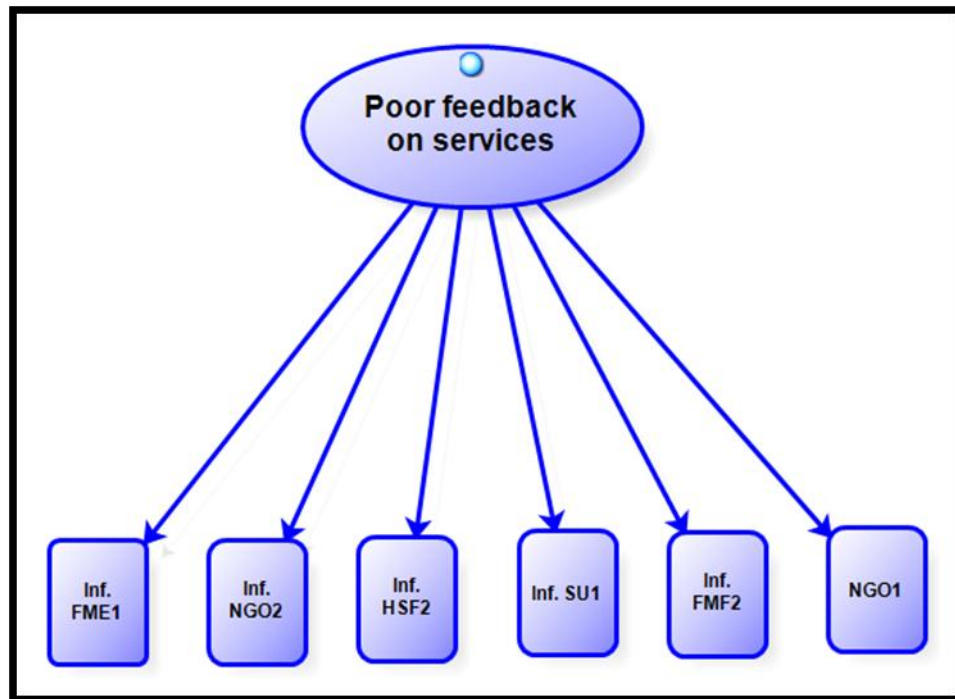 Poor feedback
on services
Inf.
FME1
Inf.
NGO2
Inf.
HSF2
Inf. SU1
Inf.
FMF2
NGO1